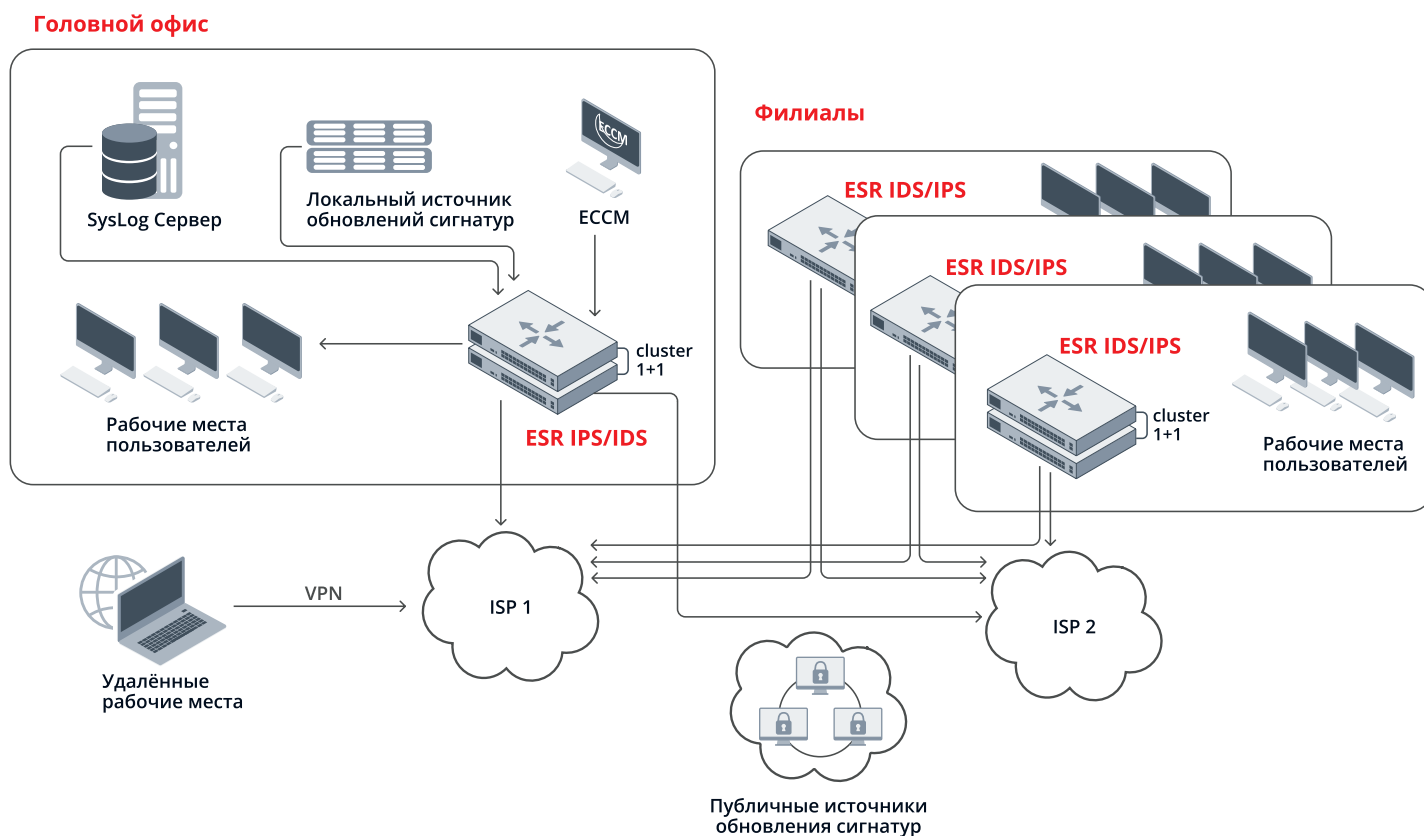 Головной офис
Филиалы
ECCM
SysLog Сервер
Локальный источник
обновлений сигнатур
ECCM
ESR IDS/IPS
ESR IDS/IPS
ESR IDS/IPS
cluster
1+1
cluster
1+1
Рабочие места
пользователей
ESR IPS/IDS
Рабочие места
пользователей
VPN
ISP 1
ISP 2
Удалённые
рабочие места
Публичные источники
обновления сигнатур